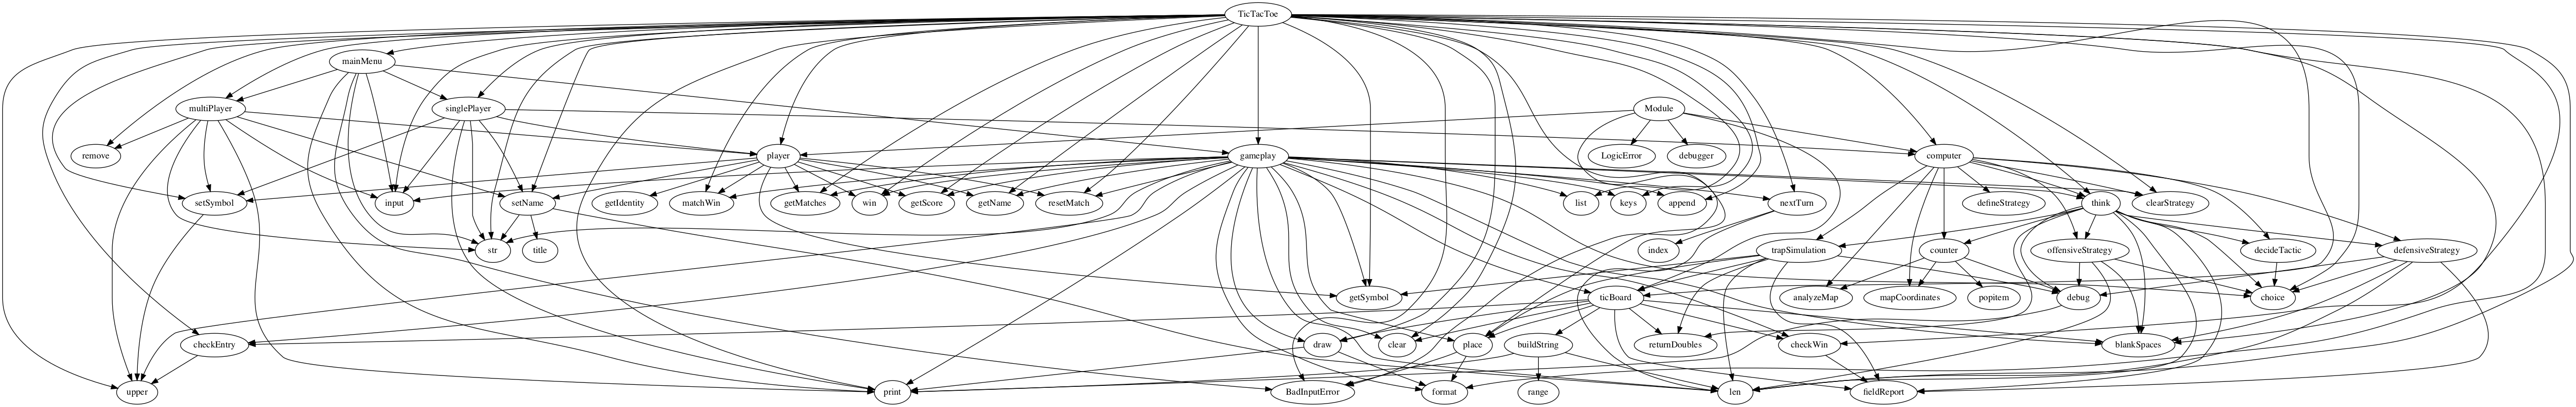 TicTacToe
mainMenu
multiPlayer
singlePlayer
Module
remove
player
gameplay
LogicError
debugger
computer
setSymbol
input
setName
getIdentity
matchWin
getMatches
win
getScore
getName
resetMatch
list
keys
append
nextTurn
defineStrategy
think
clearStrategy
str
title
index
trapSimulation
counter
offensiveStrategy
decideTactic
defensiveStrategy
getSymbol
ticBoard
analyzeMap
mapCoordinates
popitem
debug
choice
checkEntry
draw
clear
place
buildString
returnDoubles
checkWin
blankSpaces
upper
print
BadInputError
format
range
len
fieldReport